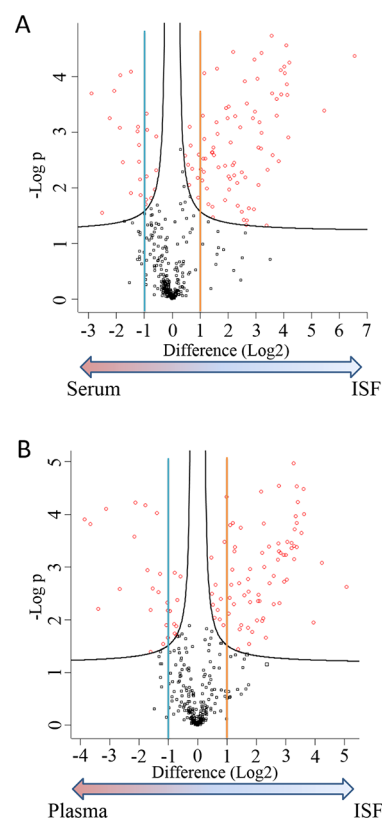 A
4
3
2
1
0
-Log p
-3 -2 -1 0 1 2 3 4 5 6 7
Difference (Log2)
Serum ISF
B
5
4
3
2
1
0
-Log p
-4 -3 -2 -1 0 1 2 3 4 5
Difference (Log2)
Plasma ISF